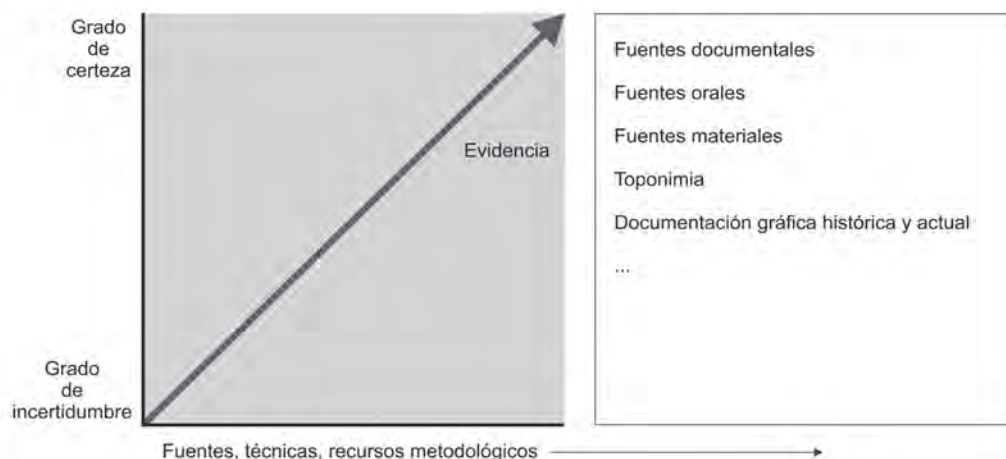 Grado
de
certeza
Evidencia
Grado
de
incertidumbre
Fuentes, técnicas, recursos metodológicos
Fuentes documentales
Fuentes orales
Fuentes materiales
Toponimia
Documentación gráfica histórica y actual
...